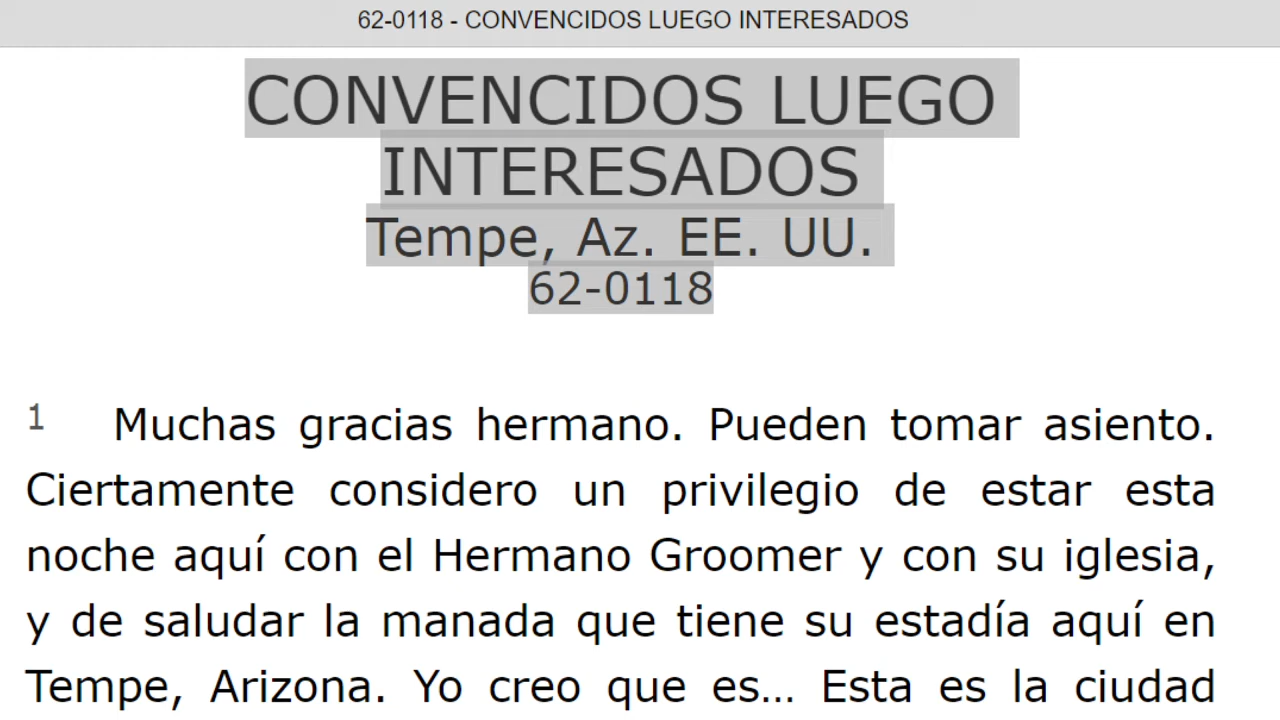 62-0118 - CONVENCIDOS LUEGO INTERESADOS
CONVENCIDOS LUEGO
INTERESADOS
Tempe, Az. EE. UU.
62-0118
1 Muchas gracias hermano. Pueden tomar asiento.
Ciertamente considero un privilegio de estar esta
noche aquí con el Hermano Groomer y con su iglesia,
y de saludar la manada que tiene su estadía aquí en
Tempe, Arizona. Yo creo que es… Esta es la ciudad